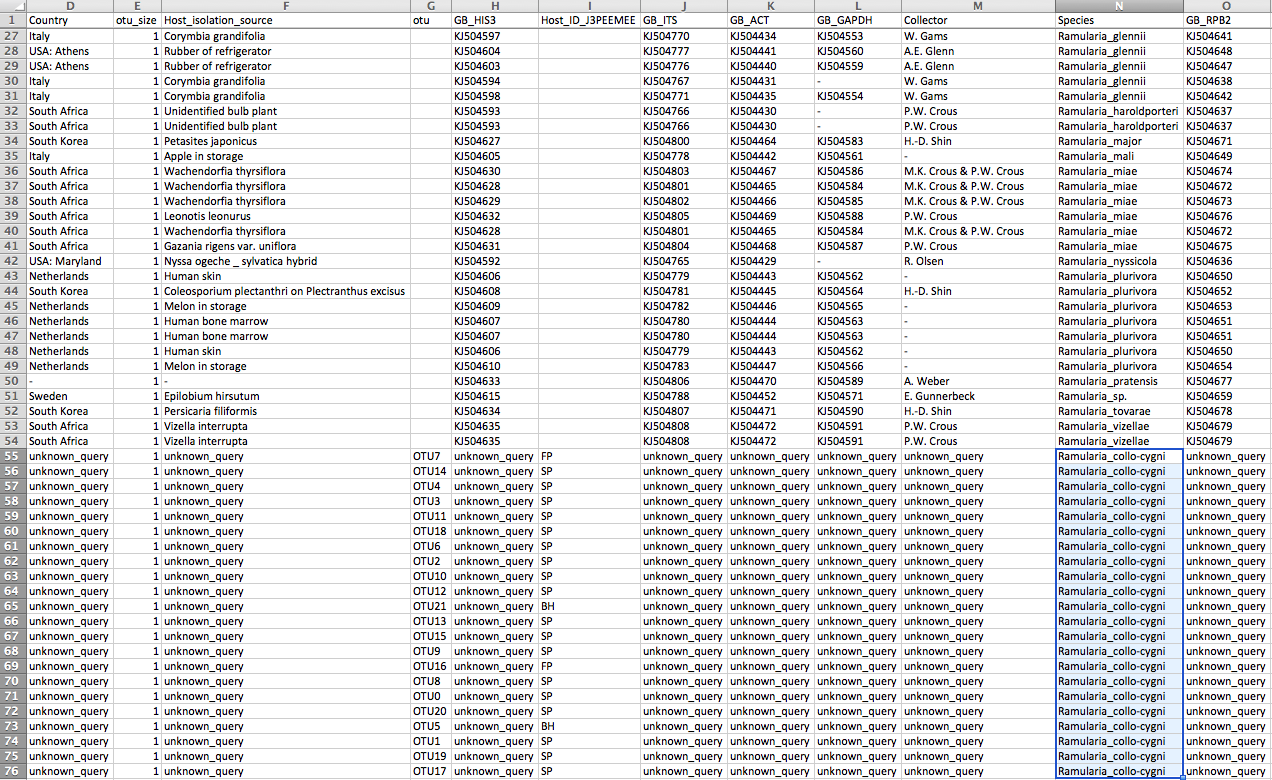 D E F G H I J K L M N O
1 Country otu_size Host_isolation_source otu GB_HIS3 Host_ID_J3PEEMEE GB_ITS GB_ACT GB_GAPDH Collector Species GB_RPB2
27 Italy 1 Corymbia grandifolia KJ504597 KJ504770 KJ504434 KJ504553 W. Gams Ramularia_glennii KJ504641
28 USA: Athens 1 Rubber of refrigerator KJ504604 KJ504777 KJ504441 KJ504560 A.E. Glenn Ramularia_glennii KJ504648
29 USA: Athens 1 Rubber of refrigerator KJ504603 KJ504776 KJ504440 KJ504559 A.E. Glenn Ramularia_glennii KJ504647
30 Italy 1 Corymbia grandifolia KJ504594 KJ504767 KJ504431 - W. Gams Ramularia_glennii KJ504638
31 Italy 1 Corymbia grandifolia KJ504598 KJ504771 KJ504435 KJ504554 W. Gams Ramularia_glennii KJ504642
32 South Africa 1 Unidentified bulb plant KJ504593 KJ504766 KJ504430 - P.W. Crous Ramularia_haroldporteri KJ504637
33 South Africa 1 Unidentified bulb plant KJ504593 KJ504766 KJ504430 - P.W. Crous Ramularia_haroldporteri KJ504637
34 South Korea 1 Petasites japonicus KJ504627 KJ504800 KJ504464 KJ504583 H.-D. Shin Ramularia_major KJ504671
35 Italy 1 Apple in storage KJ504605 KJ504778 KJ504442 KJ504561 - Ramularia_mali KJ504649
36 South Africa 1 Wachendorfia thyrsiflora KJ504630 KJ504803 KJ504467 KJ504586 M.K. Crous & P.W. Crous Ramularia_miae KJ504674
37 South Africa 1 Wachendorfia thyrsiflora KJ504628 KJ504801 KJ504465 KJ504584 M.K. Crous & P.W. Crous Ramularia_miae KJ504672
38 South Africa 1 Wachendorfia thyrsiflora KJ504629 KJ504802 KJ504466 KJ504585 M.K. Crous & P.W. Crous Ramularia_miae KJ504673
39 South Africa 1 Leonotis leonurus KJ504632 KJ504805 KJ504469 KJ504588 P.W. Crous Ramularia_miae KJ504676
40 South Africa 1 Wachendorfia thyrsiflora KJ504628 KJ504801 KJ504465 KJ504584 M.K. Crous & P.W. Crous Ramularia_miae KJ504672
41 South Africa 1 Gazania rigens var. uniflora KJ504631 KJ504804 KJ504468 KJ504587 P.W. Crous Ramularia_miae KJ504675
42 USA: Maryland 1 Nyssa ogeche _ sylvatica hybrid KJ504592 KJ504765 KJ504429 - R. Olsen Ramularia_nyssicola KJ504636
43 Netherlands 1 Human skin KJ504606 KJ504779 KJ504443 KJ504562 - Ramularia_plurivora KJ504650
44 South Korea 1 Coleosporium plectanthri on Plectranthus excisus KJ504608 KJ504781 KJ504445 KJ504564 H.-D. Shin Ramularia_plurivora KJ504652
45 Netherlands 1 Melon in storage KJ504609 KJ504782 KJ504446 KJ504565 - Ramularia_plurivora KJ504653
46 Netherlands 1 Human bone marrow KJ504607 KJ504780 KJ504444 KJ504563 - Ramularia_plurivora KJ504651
47 Netherlands 1 Human bone marrow KJ504607 KJ504780 KJ504444 KJ504563 - Ramularia_plurivora KJ504651
48 Netherlands 1 Human skin KJ504606 KJ504779 KJ504443 KJ504562 - Ramularia_plurivora KJ504650
49 Netherlands 1 Melon in storage KJ504610 KJ504783 KJ504447 KJ504566 - Ramularia_plurivora KJ504654
50 - 1 - KJ504633 KJ504806 KJ504470 KJ504589 A. Weber Ramularia_pratensis KJ504677
51 Sweden 1 Epilobium hirsutum KJ504615 KJ504788 KJ504452 KJ504571 E. Gunnerbeck Ramularia_sp. KJ504659
52 South Korea 1 Persicaria filiformis KJ504634 KJ504807 KJ504471 KJ504590 H.-D. Shin Ramularia_tovarae KJ504678
53 South Africa 1 Vizella interrupta KJ504635 KJ504808 KJ504472 KJ504591 P.W. Crous Ramularia_vizellae KJ504679
54 South Africa 1 Vizella interrupta KJ504635 KJ504808 KJ504472 KJ504591 P.W. Crous Ramularia_vizellae KJ504679
55 unknown_query 1 unknown_query OTU7 unknown_query FP unknown_query unknown_query unknown_query unknown_query Ramularia_collo-cygni unknown_query
56 unknown_query 1 unknown_query OTU14 unknown_query SP unknown_query unknown_query unknown_query unknown_query Ramularia_collo-cygni unknown_query
57 unknown_query 1 unknown_query OTU4 unknown_query SP unknown_query unknown_query unknown_query unknown_query Ramularia_collo-cygni unknown_query
58 unknown_query 1 unknown_query OTU3 unknown_query SP unknown_query unknown_query unknown_query unknown_query Ramularia_collo-cygni unknown_query
59 unknown_query 1 unknown_query OTU11 unknown_query SP unknown_query unknown_query unknown_query unknown_query Ramularia_collo-cygni unknown_query
60 unknown_query 1 unknown_query OTU18 unknown_query SP unknown_query unknown_query unknown_query unknown_query Ramularia_collo-cygni unknown_query
61 unknown_query 1 unknown_query OTU6 unknown_query SP unknown_query unknown_query unknown_query unknown_query Ramularia_collo-cygni unknown_query
62 unknown_query 1 unknown_query OTU2 unknown_query SP unknown_query unknown_query unknown_query unknown_query Ramularia_collo-cygni unknown_query
63 unknown_query 1 unknown_query OTU10 unknown_query SP unknown_query unknown_query unknown_query unknown_query Ramularia_collo-cygni unknown_query
64 unknown_query 1 unknown_query OTU12 unknown_query SP unknown_query unknown_query unknown_query unknown_query Ramularia_collo-cygni unknown_query
65 unknown_query 1 unknown_query OTU21 unknown_query BH unknown_query unknown_query unknown_query unknown_query Ramularia_collo-cygni unknown_query
66 unknown_query 1 unknown_query OTU13 unknown_query SP unknown_query unknown_query unknown_query unknown_query Ramularia_collo-cygni unknown_query
67 unknown_query 1 unknown_query OTU15 unknown_query SP unknown_query unknown_query unknown_query unknown_query Ramularia_collo-cygni unknown_query
68 unknown_query 1 unknown_query OTU9 unknown_query SP unknown_query unknown_query unknown_query unknown_query Ramularia_collo-cygni unknown_query
69 unknown_query 1 unknown_query OTU16 unknown_query FP unknown_query unknown_query unknown_query unknown_query Ramularia_collo-cygni unknown_query
70 unknown_query 1 unknown_query OTU8 unknown_query SP unknown_query unknown_query unknown_query unknown_query Ramularia_collo-cygni unknown_query
71 unknown_query 1 unknown_query OTU0 unknown_query SP unknown_query unknown_query unknown_query unknown_query Ramularia_collo-cygni unknown_query
72 unknown_query 1 unknown_query OTU20 unknown_query SP unknown_query unknown_query unknown_query unknown_query Ramularia_collo-cygni unknown_query
73 unknown_query 1 unknown_query OTU5 unknown_query BH unknown_query unknown_query unknown_query unknown_query Ramularia_collo-cygni unknown_query
74 unknown_query 1 unknown_query OTU1 unknown_query SP unknown_query unknown_query unknown_query unknown_query Ramularia_collo-cygni unknown_query
75 unknown_query 1 unknown_query OTU19 unknown_query SP unknown_query unknown_query unknown_query unknown_query Ramularia_collo-cygni unknown_query
76 unknown_query 1 unknown_query OTU17 unknown_query SP unknown_query unknown_query unknown_query unknown_query Ramularia_collo-cygni unknown_query